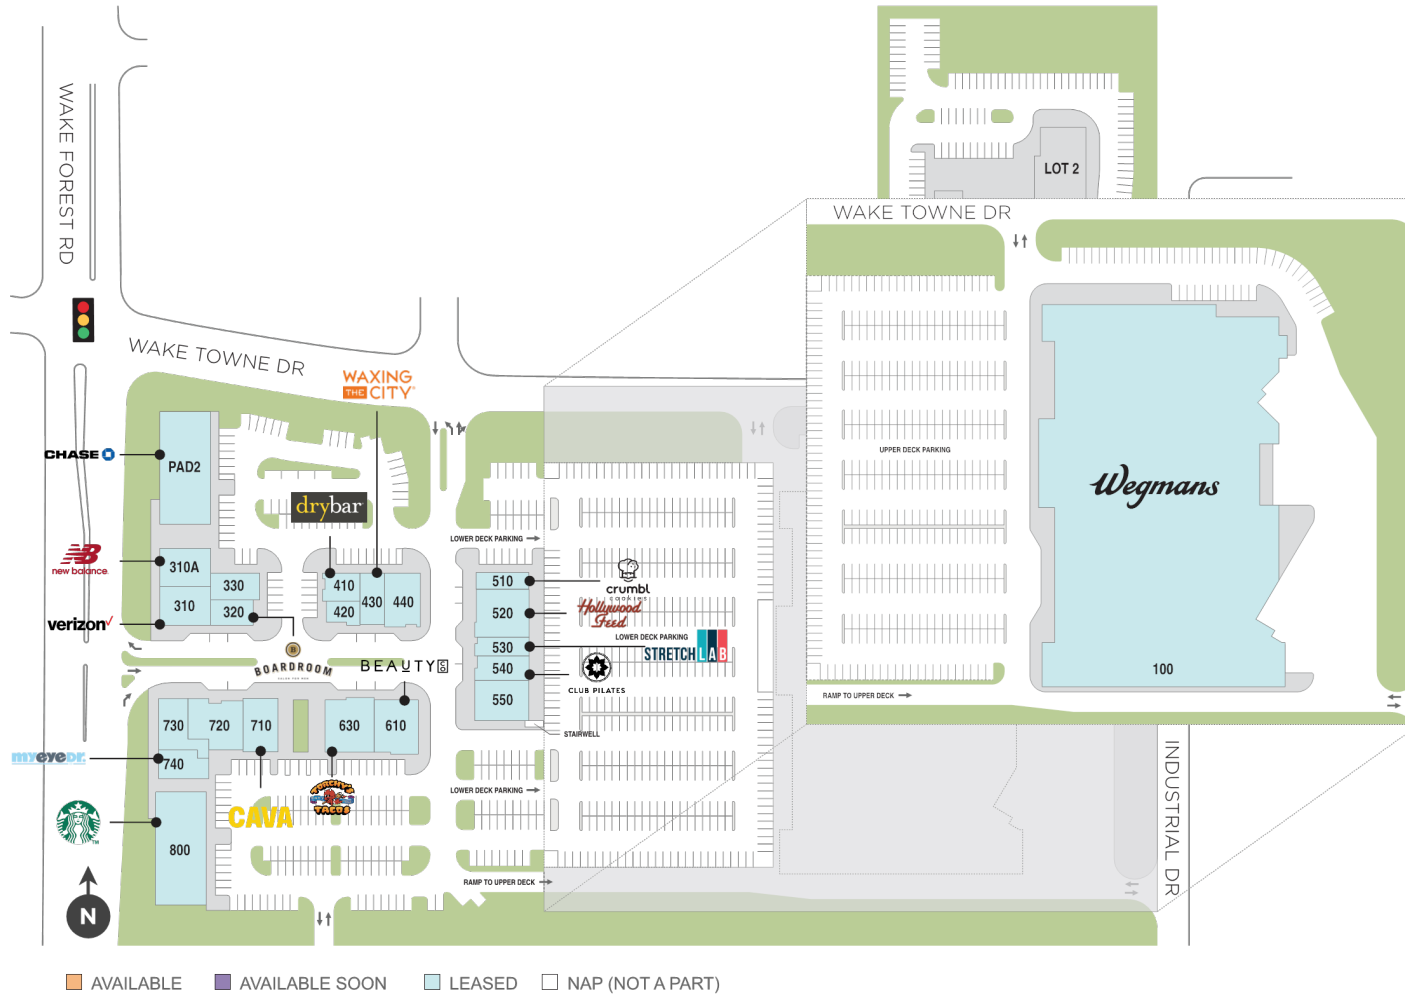 WAKE FOREST RD
LOT 2
WAKE TOWNE DR
WAKE TOWNE DR
WAXING
THE CITY
CHASE
PAD2
drybar
UPPER DECK PARKING
Wegmans
LOWER DECK PARKING
new balance
310A
330
410
510
crumbl
COOKIES
310
320
420
430
440
520
Hollywood
Feed
verizon
LOWER DECK PARKING
530
STRETCH LAB
BOARDROOM
BEAUTY
540
CLUB PILATES
100
550
RAMP TO UPPER DECK
730
720
710
630
610
STAIRWELL
myeyedr.
740
LOWER DECK PARKING
TORCHY'S
TACOS
CAVA
800
INDUSTRIAL DR
RAMP TO UPPER DECK
N
AVAILABLE
AVAILABLE SOON
LEASED
NAP (NOT A PART)